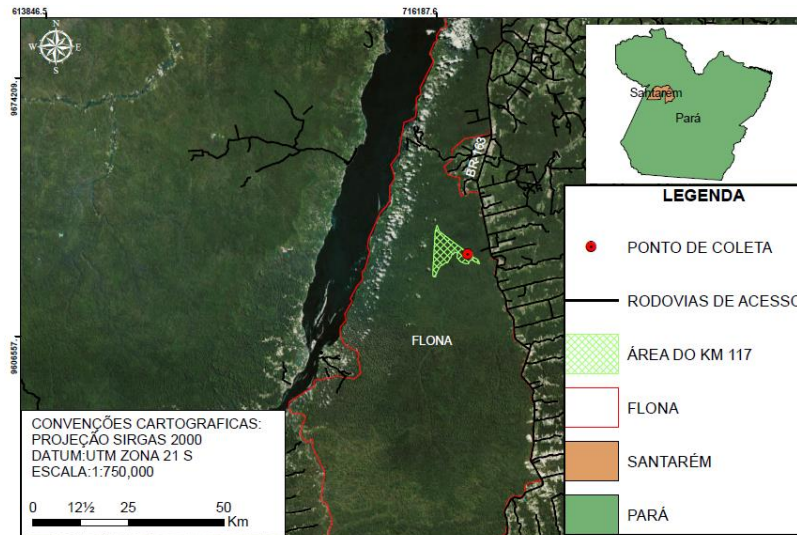 613846.5
716187.6
N
W
E
S
9674209.
9606557.
BR-163
FLONA
Santarém
Pará
LEGENDA
PONTO DE COLETA
RODOVIAS DE ACESSO
ÁREA DO KM 117
FLONA
SANTARÉM
PARÁ
CONVENÇÕES CARTOGRAFICAS:
PROJEÇÃO SIRGAS 2000
DATUM:UTM ZONA 21 S
ESCALA:1:750,000
0 12½ 25 50
Km